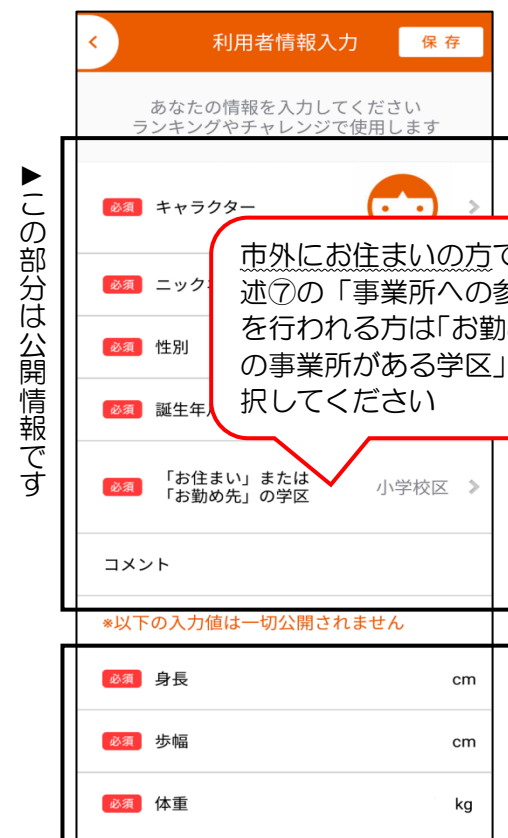 利用者情報入力
保存
あなたの情報を入力してください
ランキングやチャレンジで使用します
▶この部分は公開情報です
必須 キャラクター
必須 ニック
必須 性別
必須 誕生年
市外にお住まいの方で
述⑦の「事業所への参
を行われる方は「お勤
の事業所がある学区」
択してください
必須 「お住まい」または
「お勤め先」の学区 小学校区
コメント
※以下の入力値は一切公開されません
必須 身長 cm
必須 歩幅 cm
必須 体重 kg